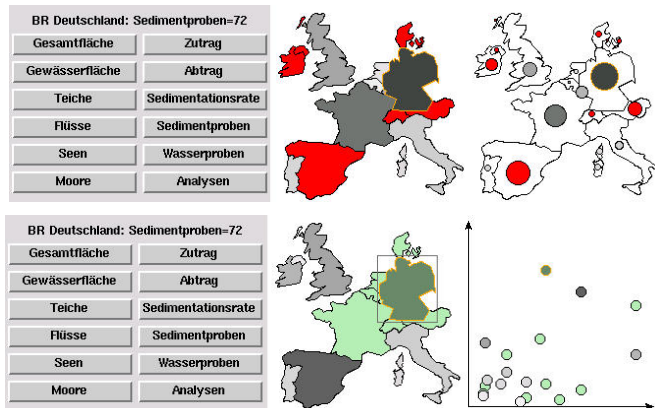 BR Deutschland: Sedimentproben=72
Gesamtfläche Zutrag
Gewässerfläche Abtrag
Teiche Sedimentationsrate
Flüsse Sedimentproben
Seen Wasserproben
Moore Analysen
BR Deutschland: Sedimentproben=72
Gesamtfläche Zutrag
Gewässerfläche Abtrag
Teiche Sedimentationsrate
Flüsse Sedimentproben
Seen Wasserproben
Moore Analysen